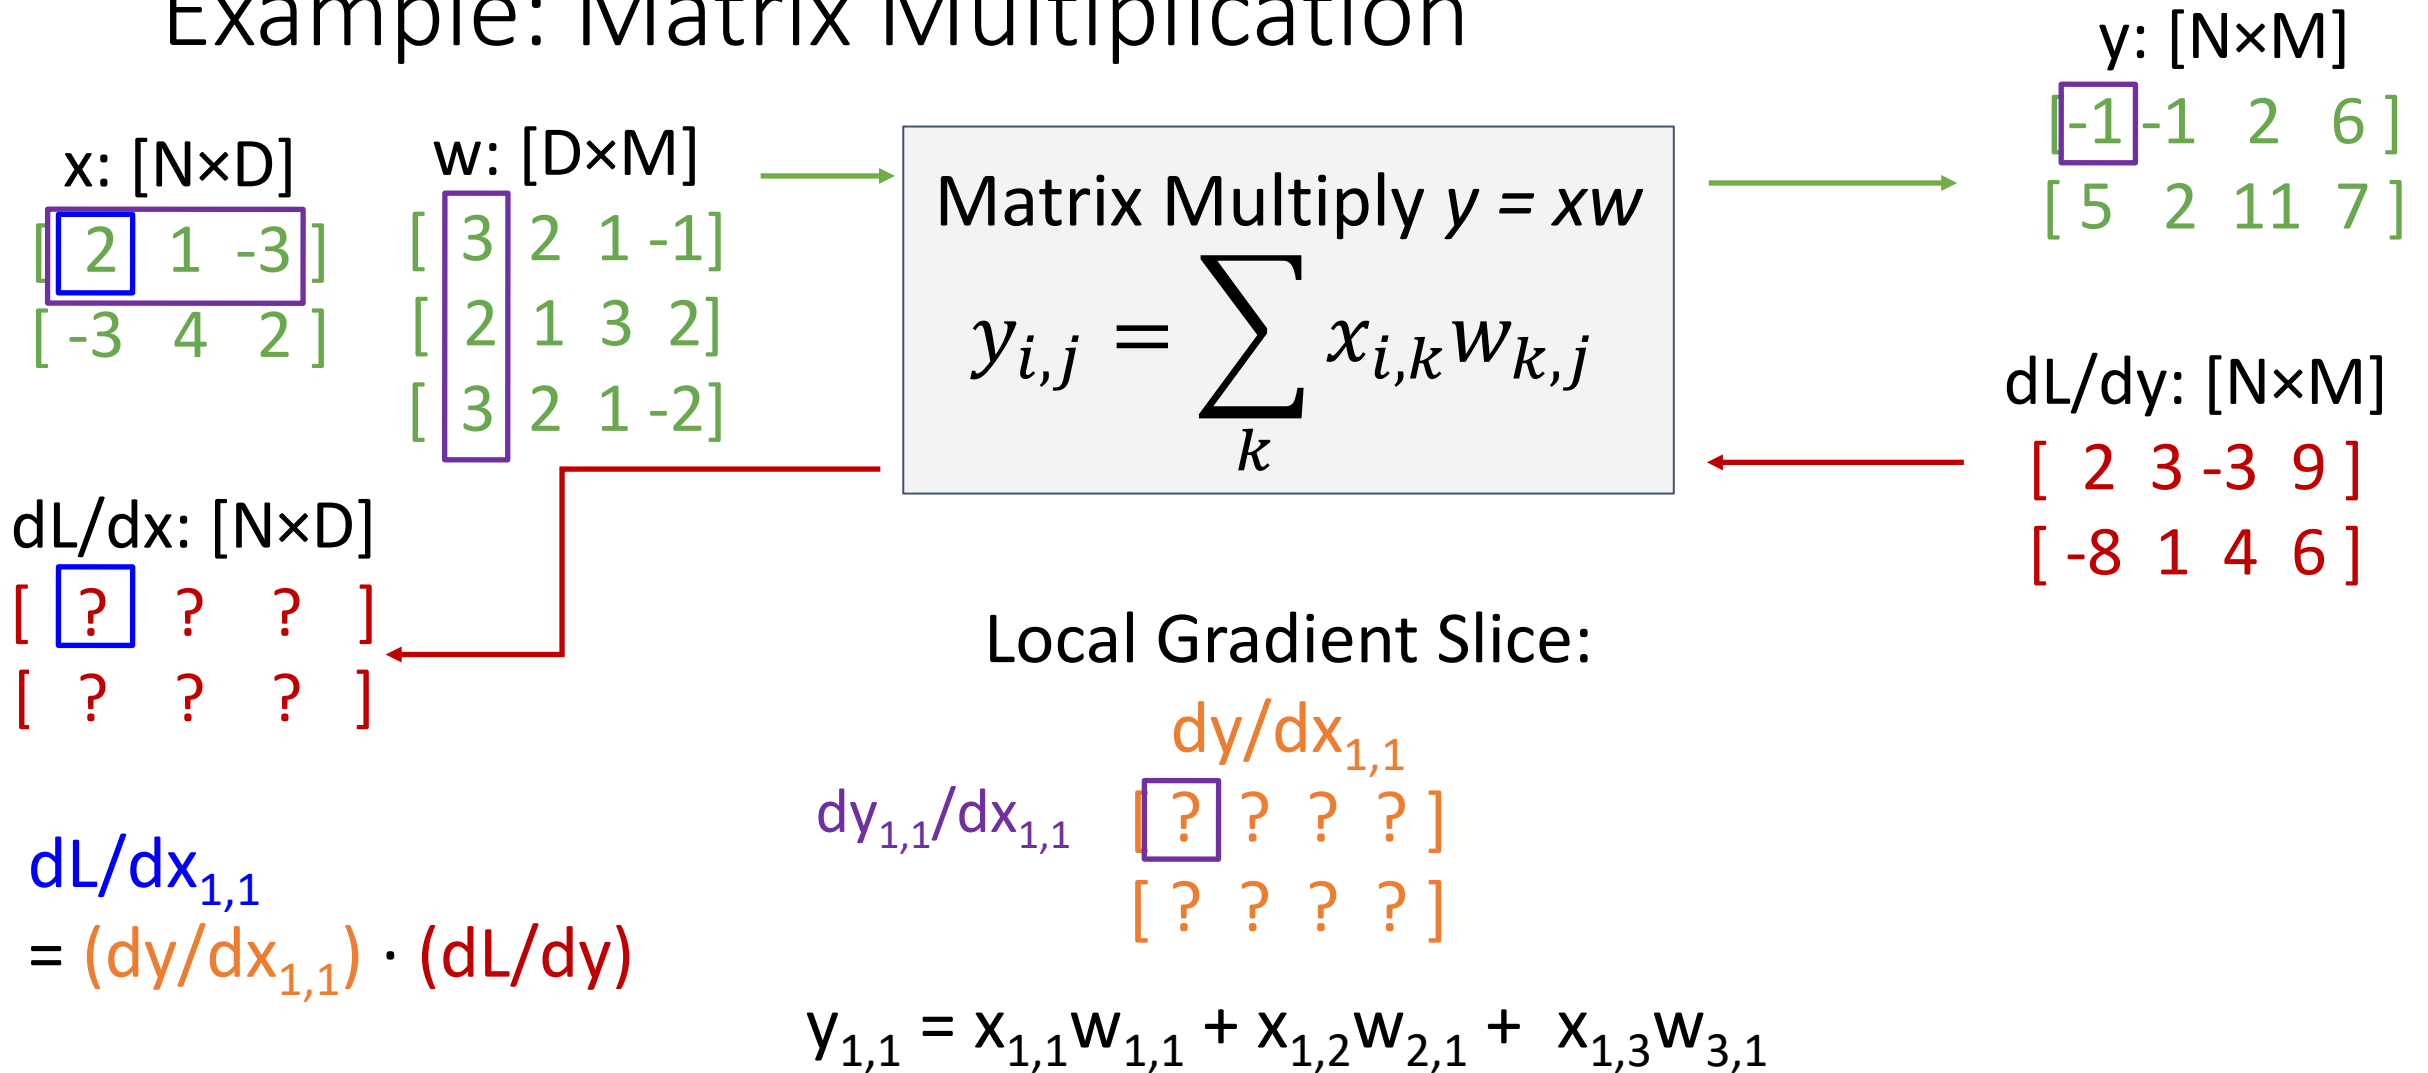 Example: Matrix Multiplication
x: [N×D]
[ 2 1 -3 ]
[ -3 4 2 ]
w: [D×M]
[ 3 2 1 -1]
[ 2 1 3 2]
[ 3 2 1 -2]
Matrix Multiply y = xw
y_{i,j} = ∑_k x_{i,k}w_{k,j}
y: [N×M]
[ -1 -1 2 6 ]
[ 5 2 11 7 ]
dL/dy: [N×M]
[ 2 3 -3 9 ]
[ -8 1 4 6 ]
dL/dx: [N×D]
[ ? ? ? ]
[ ? ? ? ]
dL/dx_{1,1}
= (dy/dx_{1,1}) · (dL/dy)
Local Gradient Slice:
dy/dx_{1,1}
dy_{1,1}/dx_{1,1}
[ ? ? ? ? ]
[ ? ? ? ? ]
y_{1,1} = x_{1,1}w_{1,1} + x_{1,2}w_{2,1} + x_{1,3}w_{3,1}